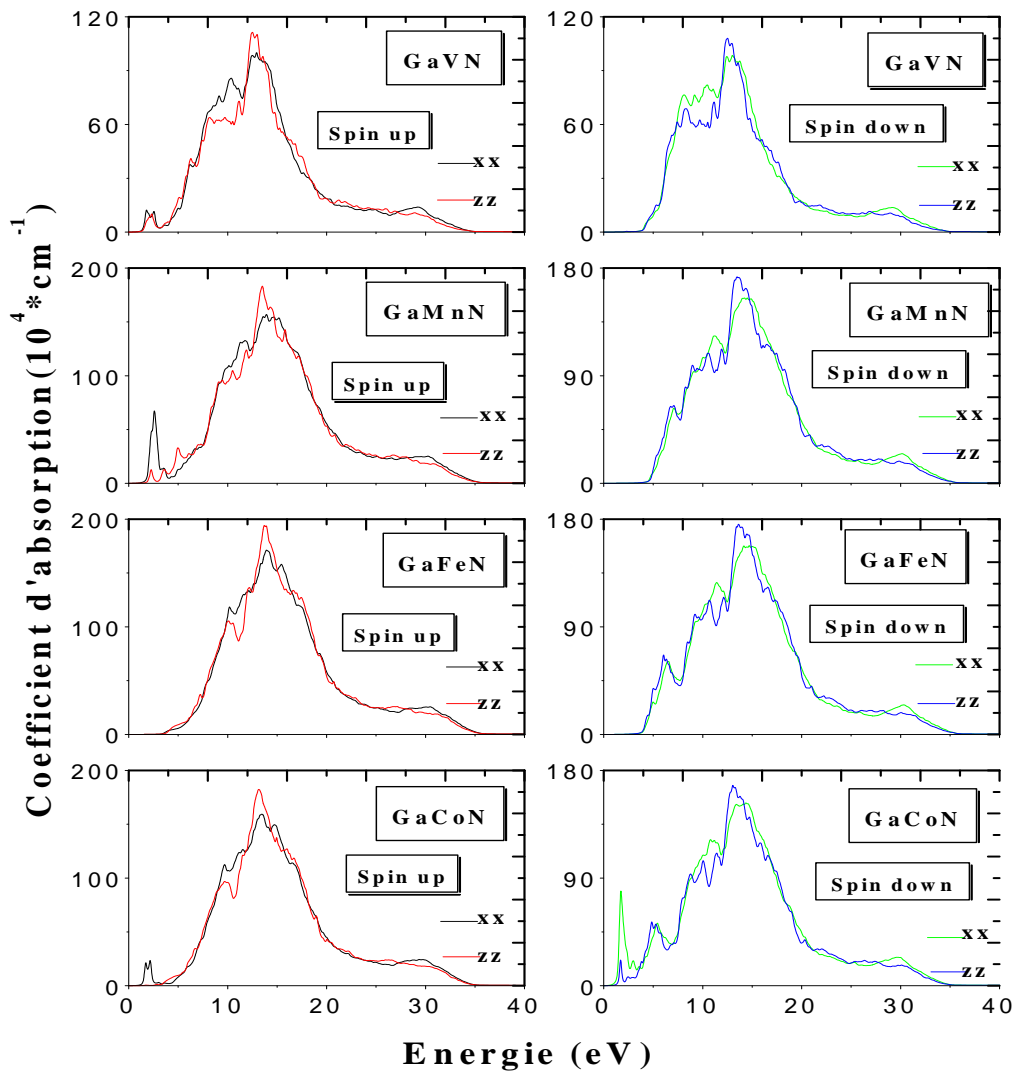 Coefficient d'absorption(10^4*cm^-1)
120
60
0
GaVN
Spin up
xx
zz
GaVN
Spin down
xx
zz
120
60
0
200
100
0
GaMnN
Spin up
xx
zz
180
90
0
GaMnN
Spin down
xx
zz
200
100
0
GaFeN
Spin up
xx
zz
180
90
0
GaFeN
Spin down
xx
zz
200
100
0
GaCoN
Spin up
xx
zz
180
90
0
GaCoN
Spin down
xx
zz
0 10 20 30 40
0 10 20 30 40
Energie (eV)